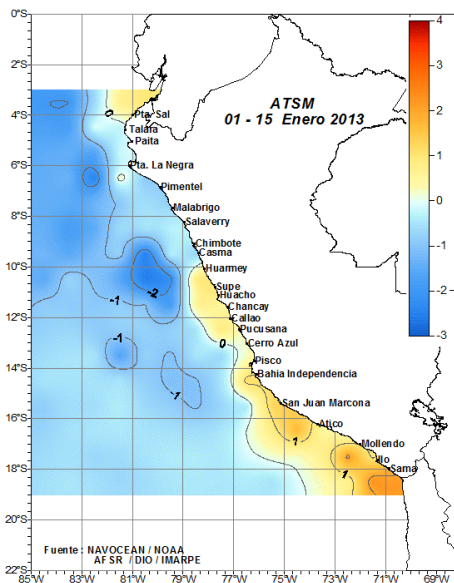 0°S
2°S
4°S
6°S
8°S
10°S
12°S
14°S
16°S
18°S
20°S
22°S
85°W
83°W
81°W
79°W
77°W
75°W
73°W
71°W
69°W
ATSM
01 - 15 Enero 2013
4
3
2
1
0
-1
-2
-3
0
Pta. Sal
Talara
Paita
Pta. La Negra
Pimentel
Malabrigo
Salaverry
Chimbote
Casma
Huarmey
Supe
Huacho
Chancay
Callao
Pucusana
Cerro Azul
Pisco
Bahia Independencia
San Juan Marcona
Atico
Mollendo
Ilo
Sama
-1
-2
0
-1
1
1
1
Fuente : NAVOCEAN / NOAA
AFSR / DIO / IMARPE